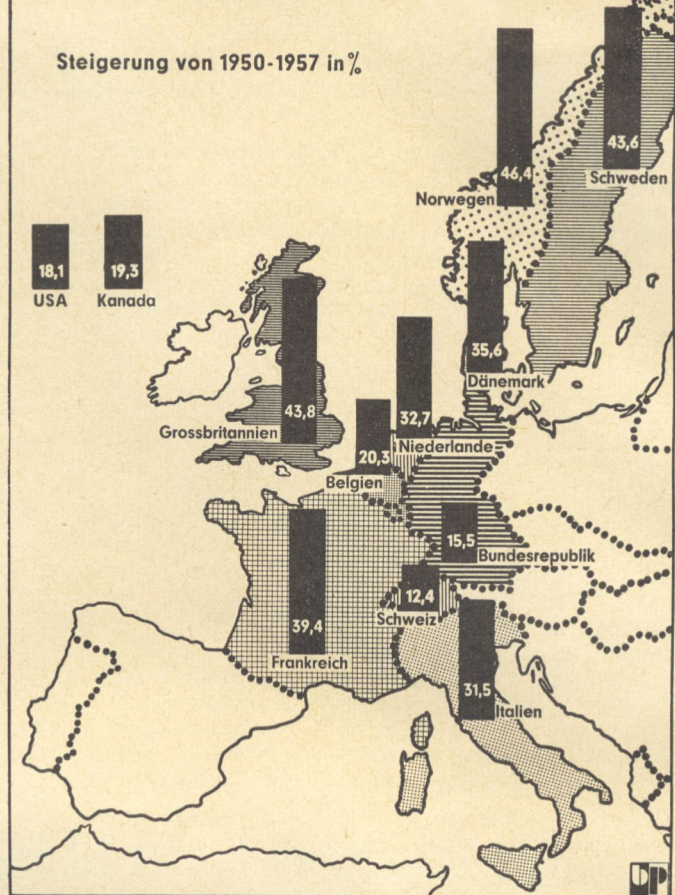 Steigerung von 1950-1957 in %
46,4
Norwegen
43,6
Schweden
18,1
USA
19,3
Kanada
35,6
Dänemark
43,8
Grossbritannien
32,7
Niederlande
20,3
Belgien
15,5
Bundesrepublik
12,4
Schweiz
39,4
Frankreich
31,5
Italien
UP